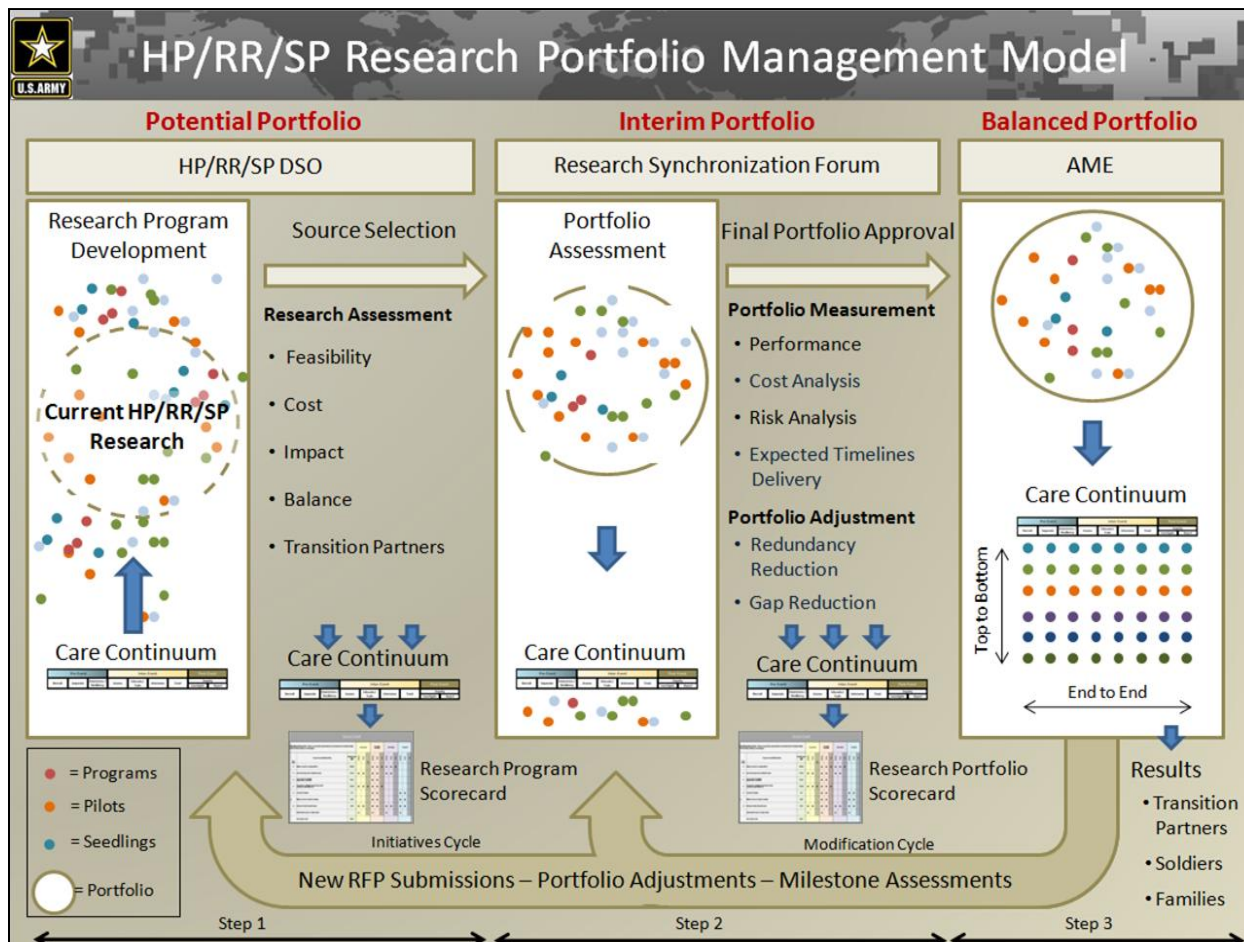 U.S.ARMY
HP/RR/SP Research Portfolio Management Model
Potential Portfolio
Interim Portfolio
Balanced Portfolio
HP/RR/SP DSO
Research Synchronization Forum
AME
Research Program
Development
Current HP/RR/SP
Research
Care Continuum
Source Selection
Research Assessment
• Feasibility
• Cost
• Impact
• Balance
• Transition Partners
Care Continuum
Research Program
Scorecard
Portfolio
Assessment
Care Continuum
Final Portfolio Approval
Portfolio Measurement
• Performance
• Cost Analysis
• Risk Analysis
• Expected Timelines
Delivery
Portfolio Adjustment
• Redundancy
Reduction
• Gap Reduction
Care Continuum
Research Portfolio
Scorecard
Care Continuum
Top to Bottom
End to End
Results
• Transition
Partners
• Soldiers
• Families
= Programs
= Pilots
= Seedlings
= Portfolio
Initiatives Cycle
Modification Cycle
New RFP Submissions – Portfolio Adjustments – Milestone Assessments
Step 1
Step 2
Step 3